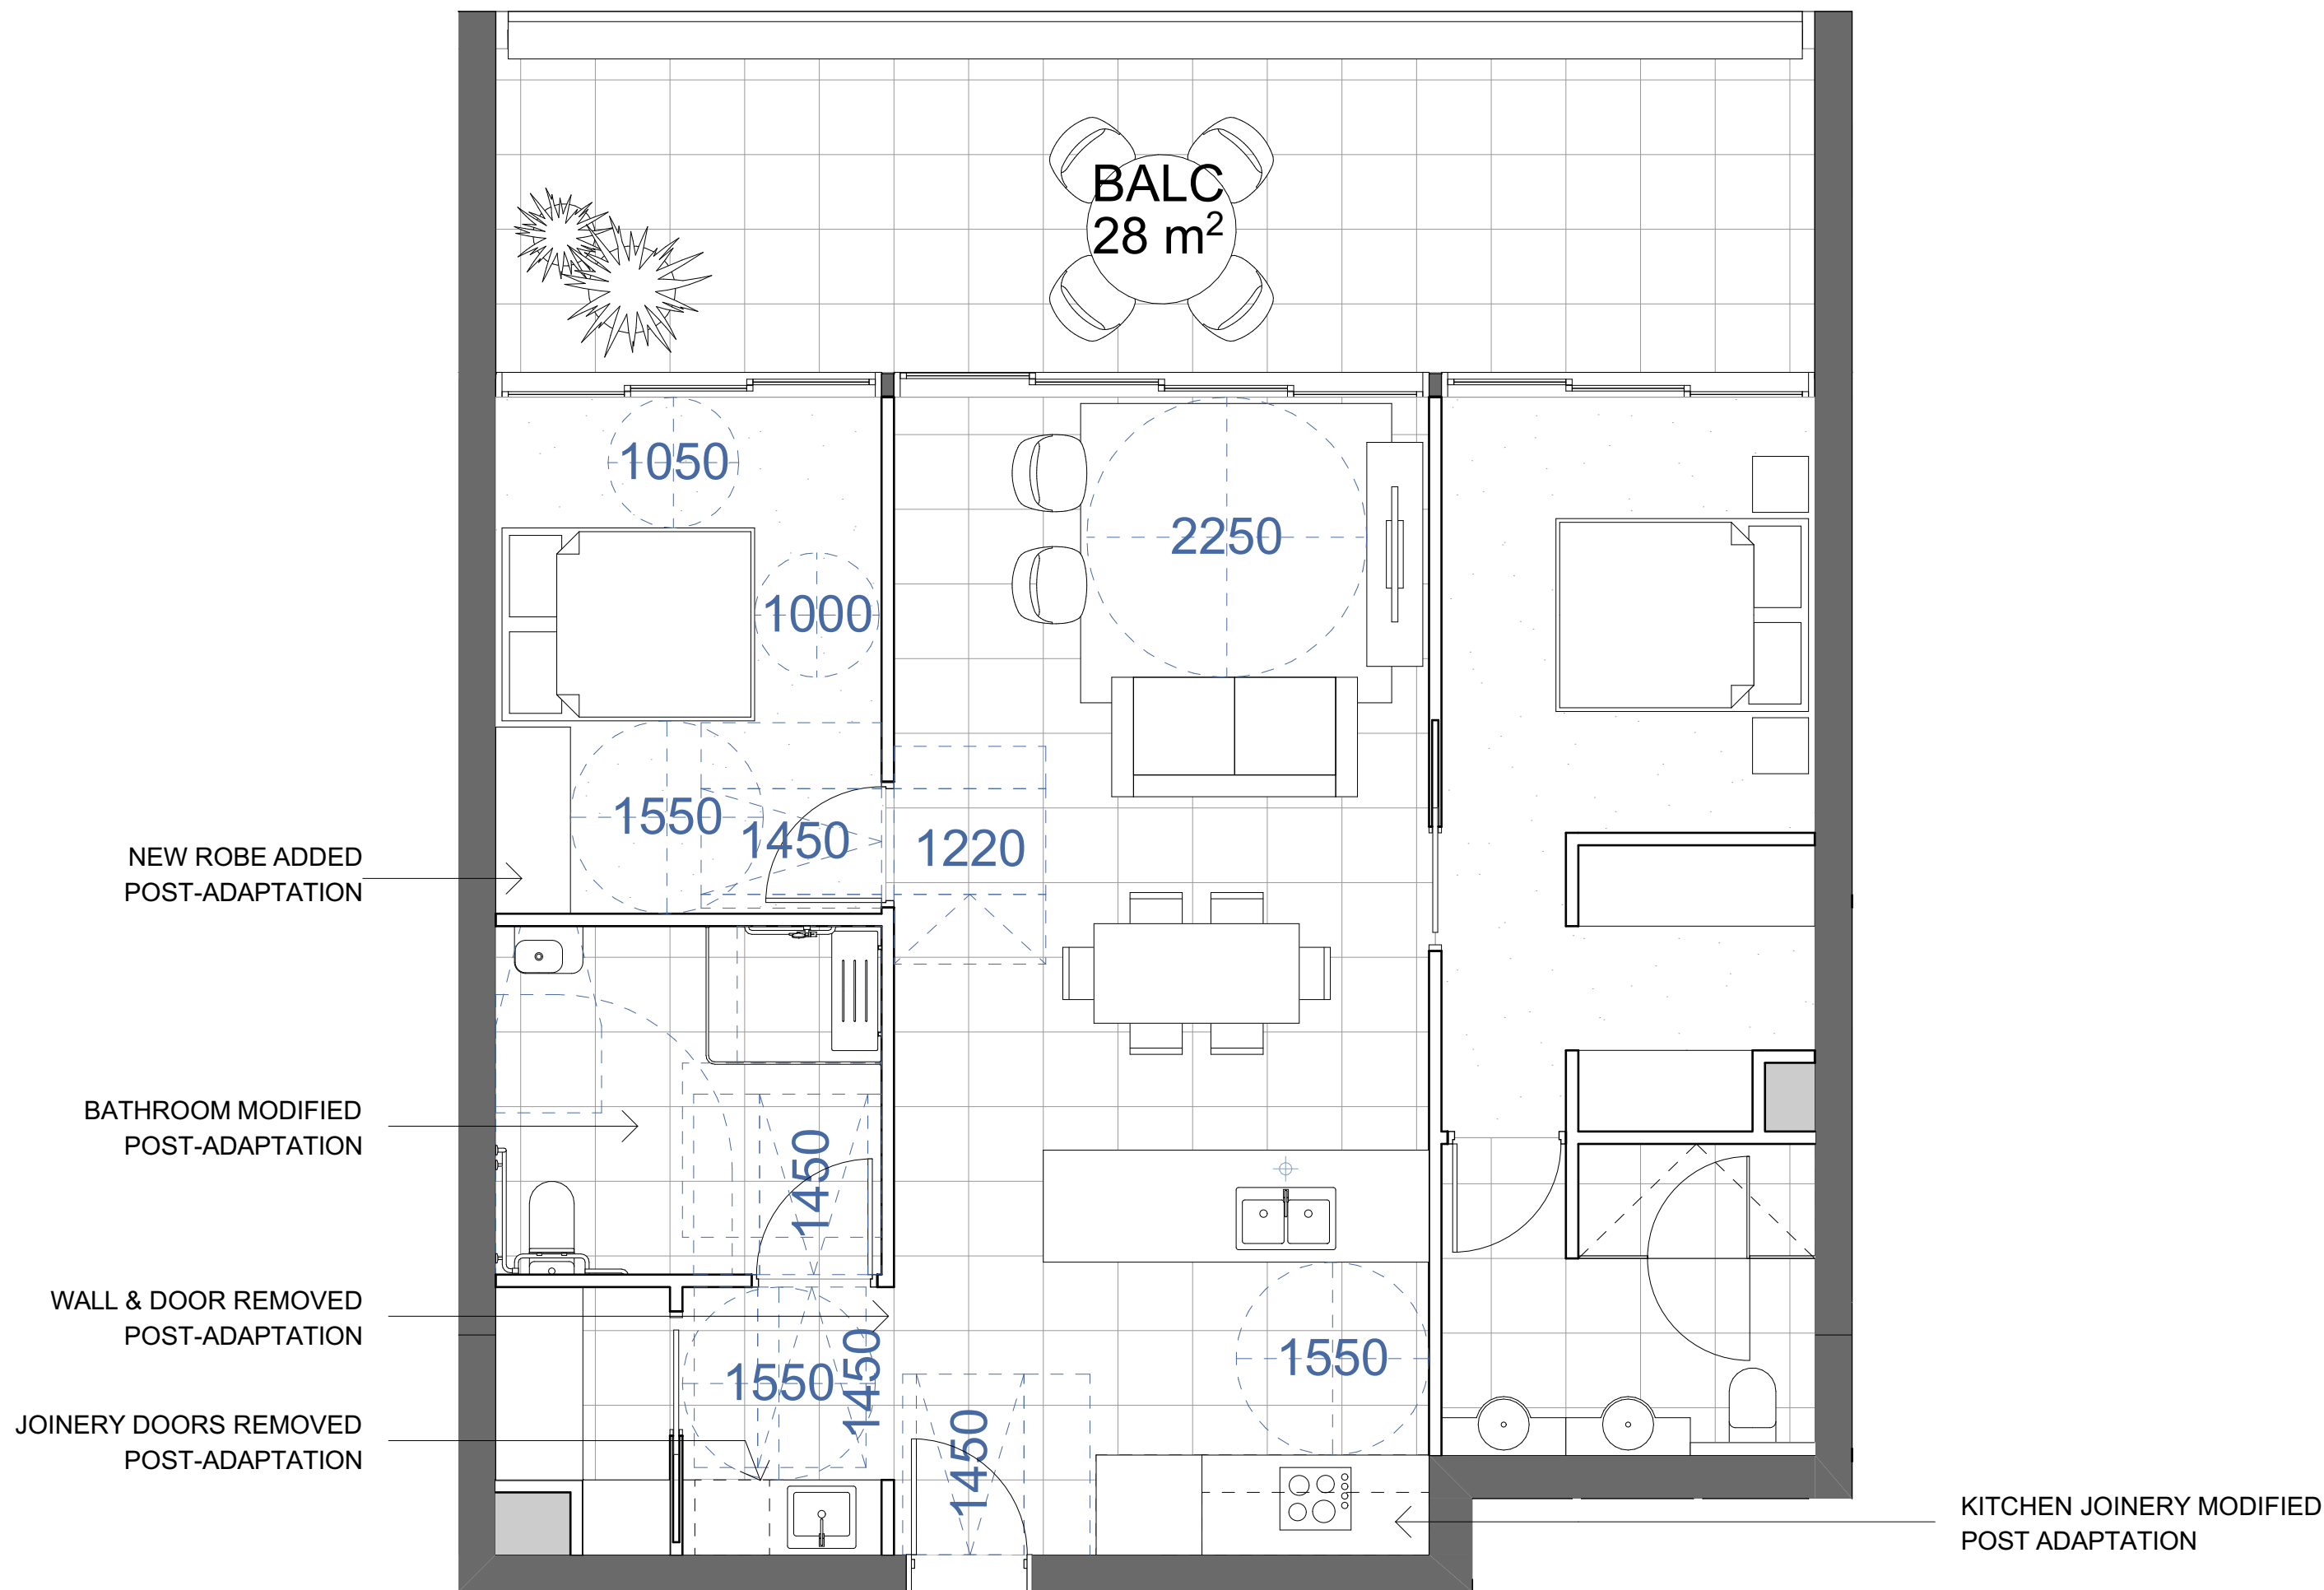 BALC
28 m²
1050
2250
1000
1550
1450
1220
NEW ROBE ADDED
POST-ADAPTATION
BATHROOM MODIFIED
POST-ADAPTATION
1450
WALL & DOOR REMOVED
POST-ADAPTATION
1550
1450
1550
JOINERY DOORS REMOVED
POST-ADAPTATION
1450
KITCHEN JOINERY MODIFIED
POST ADAPTATION